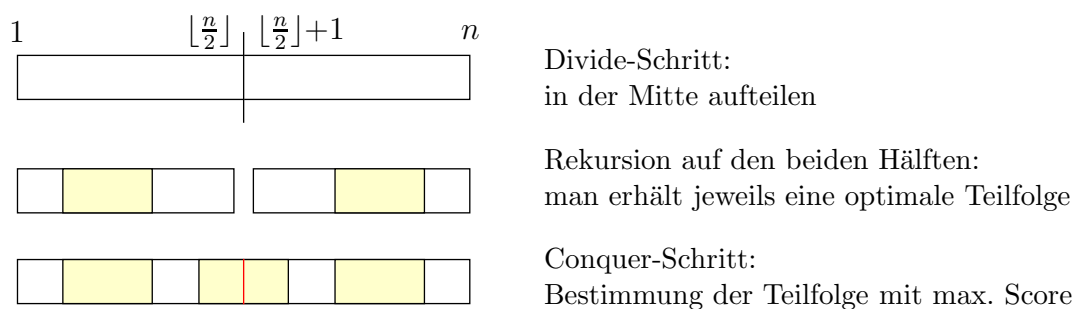 1 ⌊n/2⌋ ⌊n/2⌋+1 n
Divide-Schritt:
in der Mitte aufteilen
Rekursion auf den beiden Hälften:
man erhält jeweils eine optimale Teilfolge
Conquer-Schritt:
Bestimmung der Teilfolge mit max. Score